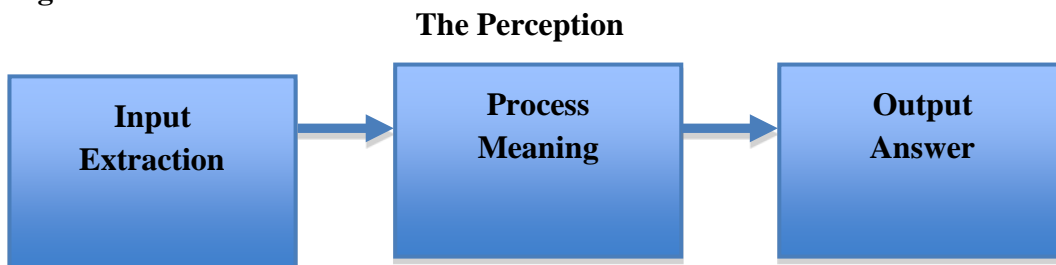 The Perception
Input
Extraction
Process
Meaning
Output
Answer